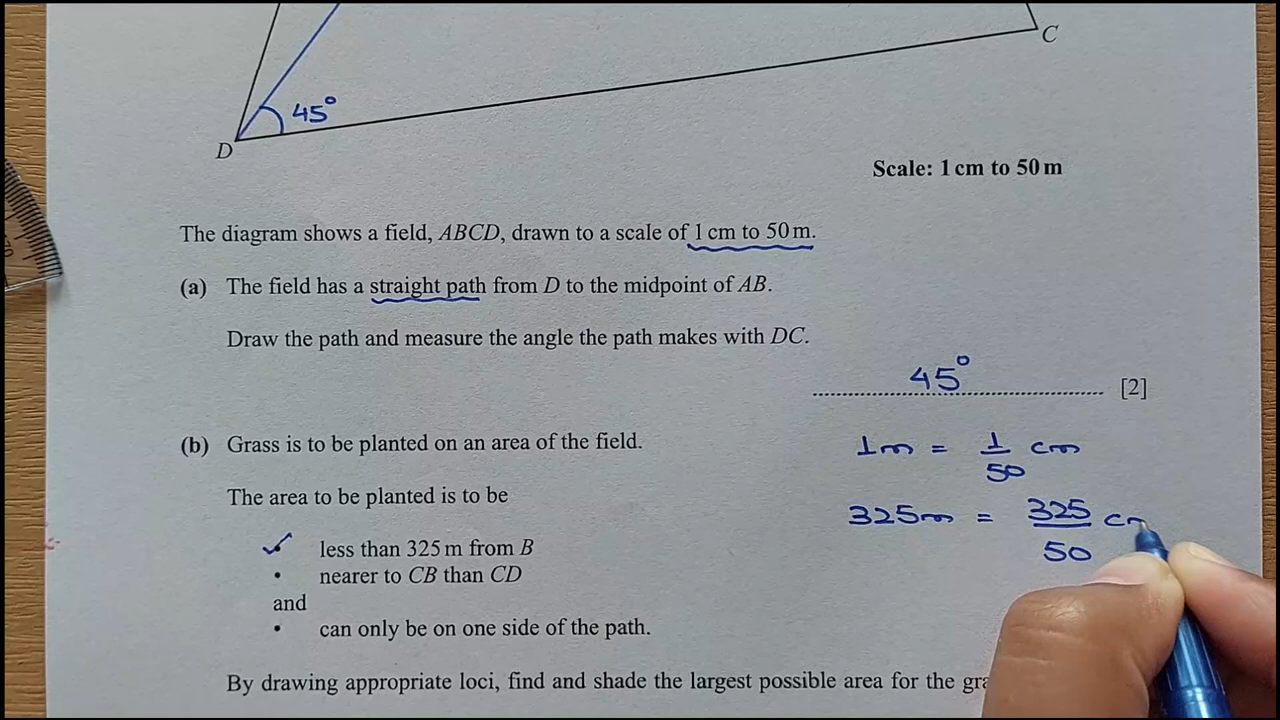 C
45°
D
Scale: 1 cm to 50 m
The diagram shows a field, ABCD, drawn to a scale of 1 cm to 50 m.
(a) The field has a straight path from D to the midpoint of AB.
Draw the path and measure the angle the path makes with DC.
45° [2]
(b) Grass is to be planted on an area of the field.
1m = 1/50 cm
The area to be planted is to be
325m = 325/50 cm
• less than 325 m from B
• nearer to CB than CD
and
• can only be on one side of the path.
By drawing appropriate loci, find and shade the largest possible area for the